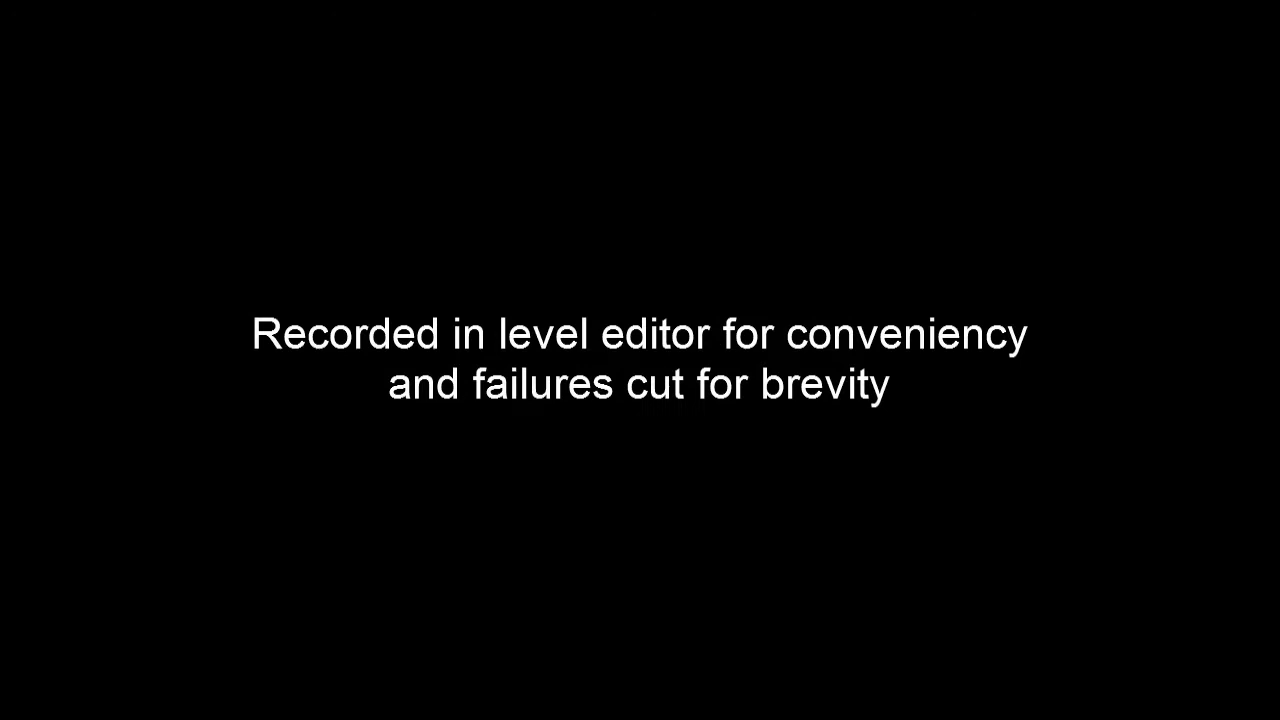 Recorded in level editor for conveniency
and failures cut for brevity